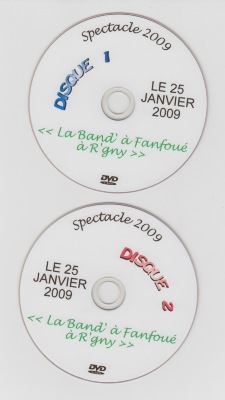 Spectacle 2009
DISQUE 1
LE 25
JANVIER
2009
<< La Band' à Fanfoué
à R'gny >>
DVD
Spectacle 2009
DISQUE 2
LE 25
JANVIER
2009
<< La Band' à Fanfoué
à R'gny >>
DVD